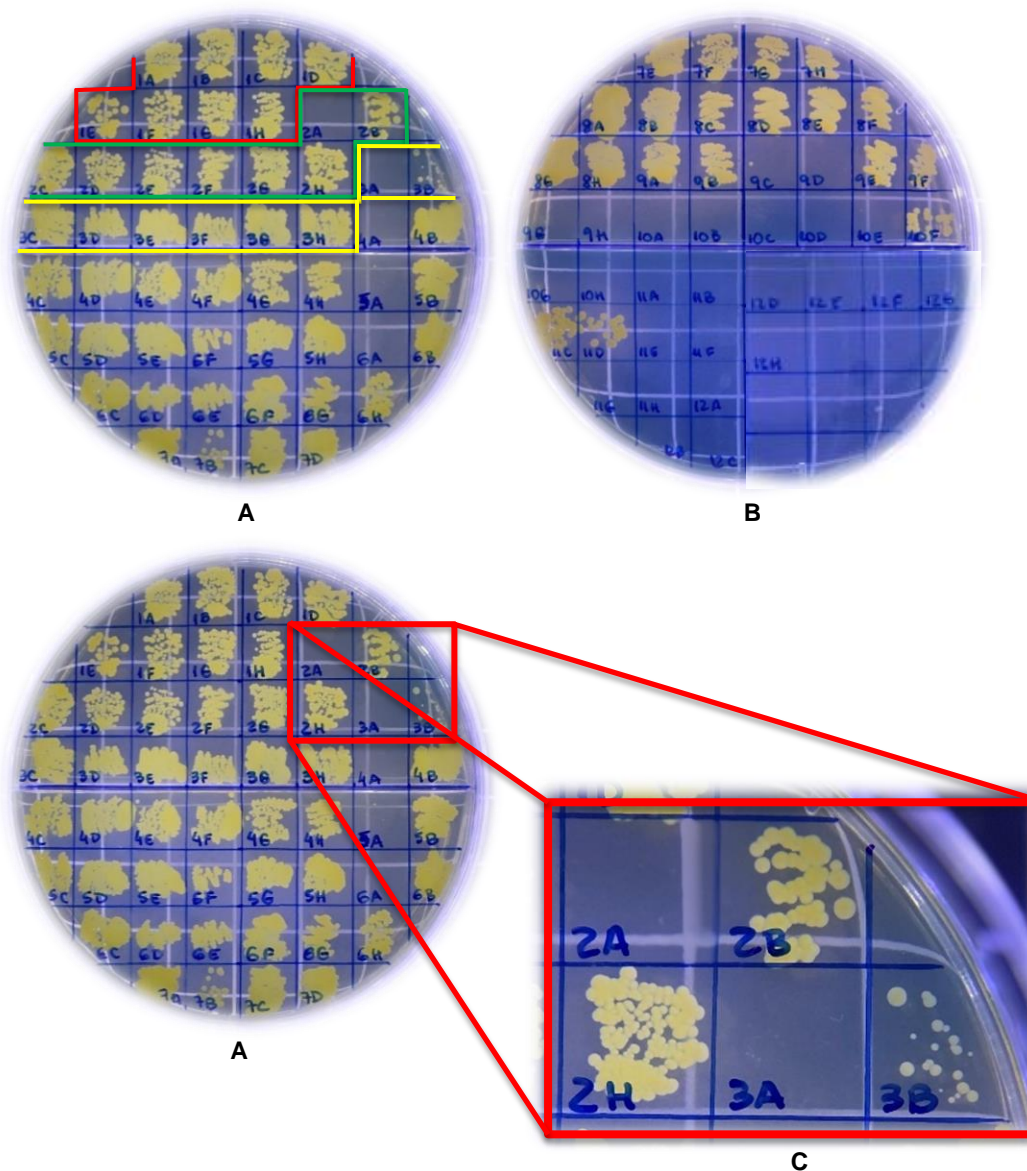 1A 1B 1C 1D
1E 1F 1G 1H 2A 2B
2C 2D 2E 2F 2G 2H 3A 3B
3C 3D 3E 3F 3G 3H 4A 4B
4C 4D 4E 4F 4G 4H 5A 5B
5C 5D 5E 6F 5G 5H 6A 6B
6C 6D 6E 6F 8G 6H
7A 7B 7C 7D
A
7E 7F 7G 7H
8A 8B 8C 8D 8E 8F
8G 8H 9A 9B 9C 9D 9E 9F
9G 9H 10A 10B 10C 10D 10E 10F
10G 10H 11A 11B 12D 12E 12F 12G
11C 11D 11E 11F 12H
11G 11H 12A
12B 12C
B
1A 1B 1C 1D
1E 1F 1G 1H 2A 2B
2C 2D 2E 2F 2G 2H 3A 3B
3C 3D 3E 3F 3G 3H 4A 4B
4C 4D 4E 4F 4G 4H 5A 5B
5C 5D 5E 6F 5G 5H 6A 6B
6C 6D 6E 6F 8G 6H
7A 7B 7C 7D
A
2A 2B
2H 3A 3B
C